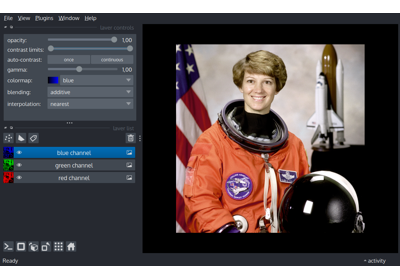 File View Plugins Window Help
layer controls
opacity: 1,00
contrast limits:
auto-contrast: once continuous
gamma: 1,00
colormap: blue
blending: additive
interpolation: nearest
layer list
blue channel
green channel
red channel
Ready activity